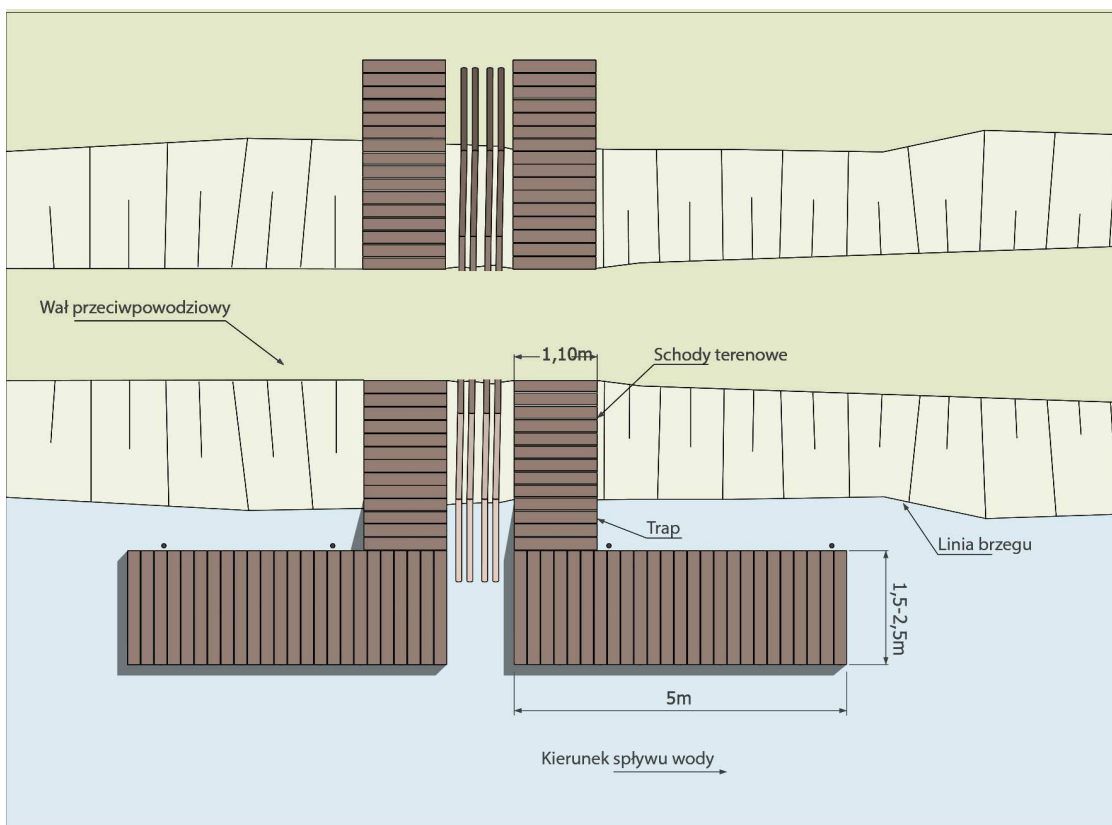 Wał przeciwpowodziowy
1,10m
Schody terenowe
Trap
Linia brzegu
1,5-2,5m
5m
Kierunek spływu wody